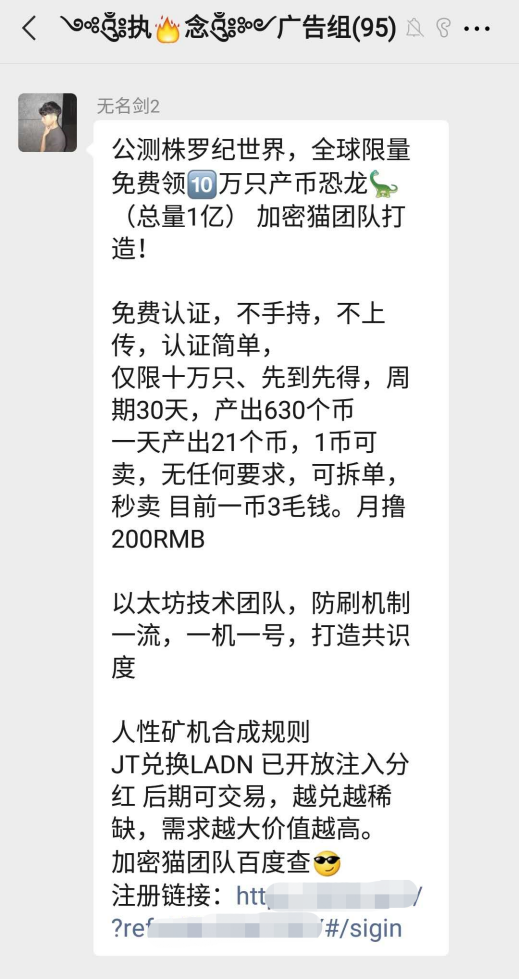 执🔥念 广告组(95)
无名剑2
公测株罗纪世界，全球限量
免费领🔟万只产币恐龙🦕
（总量1亿） 加密猫团队打
造！
免费认证，不手持，不上
传，认证简单，
仅限十万只、先到先得，周
期30天，产出630个币
一天产出21个币，1币可
卖，无任何要求，可拆单，
秒卖 目前一币3毛钱。月撸
200RMB
以太坊技术团队，防刷机制
一流，一机一号，打造共识
度
人性矿机合成规则
JT兑换LADN 已开放注入分
红 后期可交易，越兑越稀
缺，需求越大价值越高。
加密猫团队百度查😎
注册链接：htt /
?ref /#/sigin